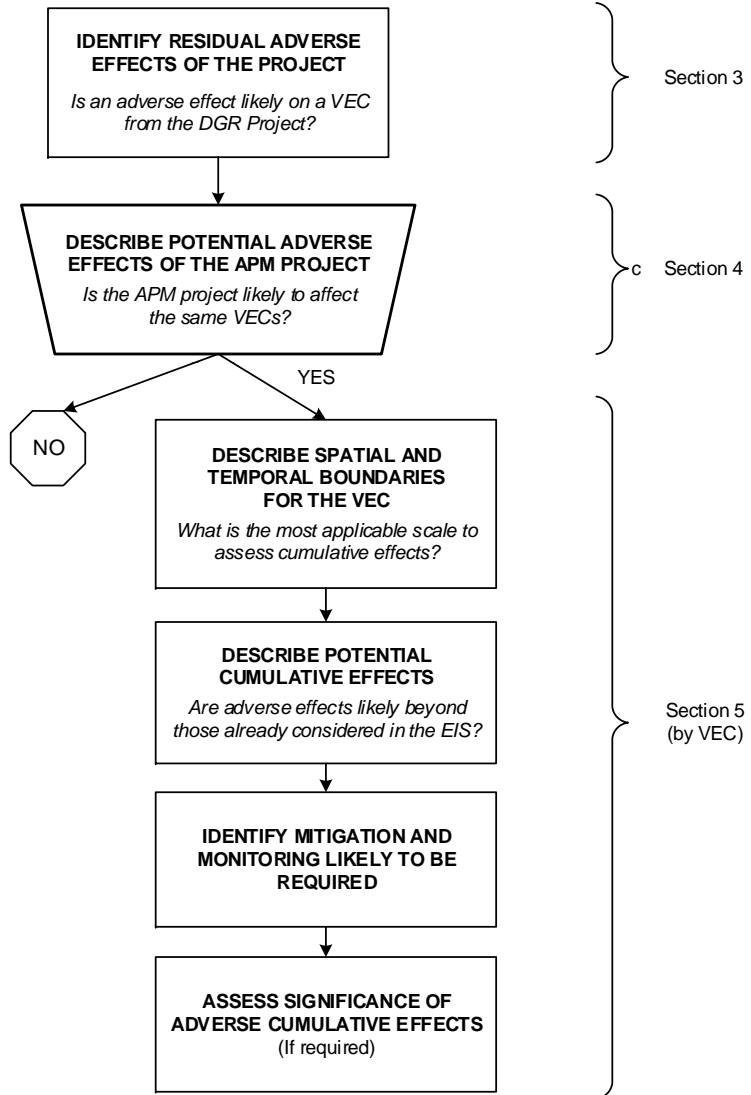 IDENTIFY RESIDUAL ADVERSE
EFFECTS OF THE PROJECT
Is an adverse effect likely on a VEC
from the DGR Project?
Section 3
DESCRIBE POTENTIAL ADVERSE
EFFECTS OF THE APM PROJECT
Is the APM project likely to affect
the same VECs?
c Section 4
YES
NO
DESCRIBE SPATIAL AND
TEMPORAL BOUNDARIES
FOR THE VEC
What is the most applicable scale to
assess cumulative effects?
DESCRIBE POTENTIAL
CUMULATIVE EFFECTS
Are adverse effects likely beyond
those already considered in the EIS?
Section 5
(by VEC)
IDENTIFY MITIGATION AND
MONITORING LIKELY TO BE
REQUIRED
ASSESS SIGNIFICANCE OF
ADVERSE CUMULATIVE EFFECTS
(If required)